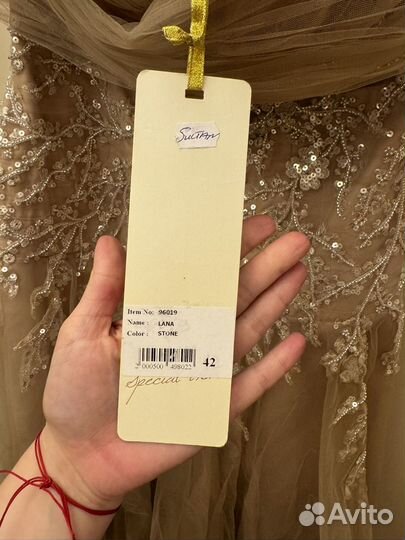 SULTAN
Item No: 96019
Name : LANA
Color : STONE
2 000500 498022
42
Special
Avito